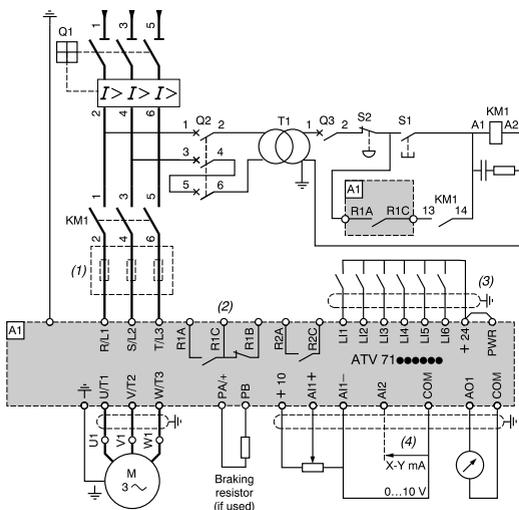 1 3 5
Q1
I> I> I>
2 4 6
1 Q2 2
3 4
5 6
T1
1 Q3 2
S2
S1
KM1
A1 A2
A1
R1A R1C
13 KM1 14
1 3 5
KM1
2 4 6
(1)
(2)
(3)
A1
R/L1
S/L2
T/L3
R1A
R1C
R1B
R2A
R2C
LI1
LI2
LI3
LI4
LI5
LI6
+ 24
PWR
ATV 71●●●●●●
U/T1
V/T2
W/T3
PA/+
PB
+ 10
AI1+
AI1–
AI2
COM
AO1
COM
U1
V1
W1
M
3 ~
Braking
resistor
(if used)
(4)
X-Y mA
0...10 V